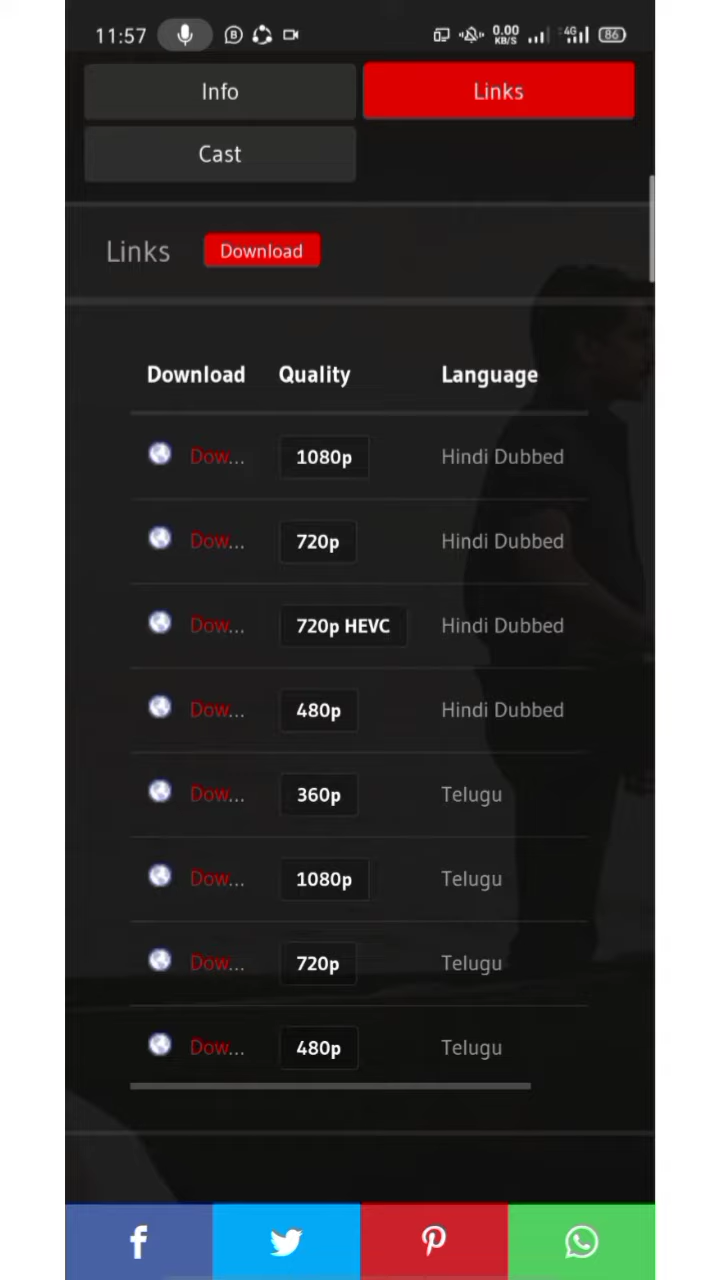 11:57 0.00 KB/S 4G 86
Info Links
Cast
Links Download
Download Quality Language
Dow... 1080p Hindi Dubbed
Dow... 720p Hindi Dubbed
Dow... 720p HEVC Hindi Dubbed
Dow... 480p Hindi Dubbed
Dow... 360p Telugu
Dow... 1080p Telugu
Dow... 720p Telugu
Dow... 480p Telugu